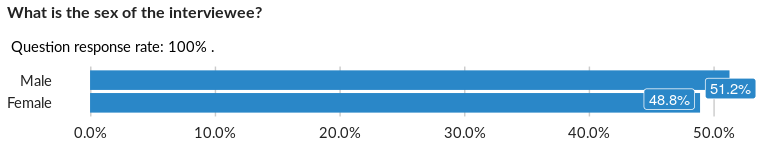 What is the sex of the interviewee?
Question response rate: 100% .
Male
51.2%
Female
48.8%
0.0% 10.0% 20.0% 30.0% 40.0% 50.0%